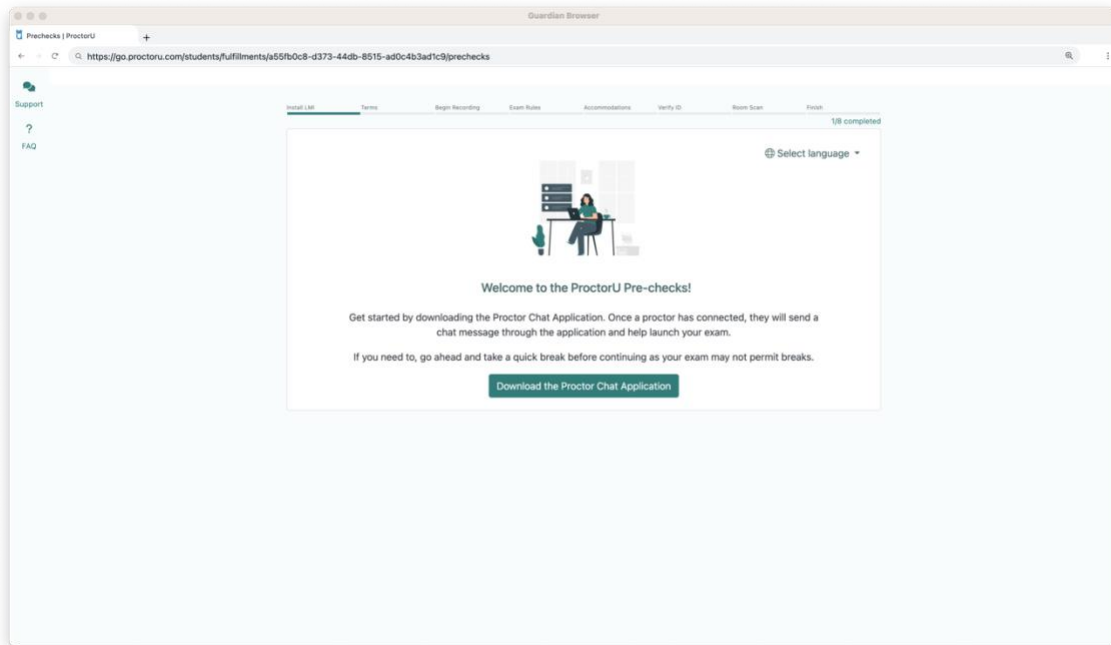 Guardian Browser
Prechecks | ProctorU
https://go.proctoru.com/students/fulfillments/a55fb0c8-d373-44db-8515-ad0c4b3ad1c9/prechecks
Support
?
FAQ
Install LMI Terms Begin Recording Exam Rules Accommodations Verify ID Room Scan Finish
1/8 completed
Select language
Welcome to the ProctorU Pre-checks!
Get started by downloading the Proctor Chat Application. Once a proctor has connected, they will send a
chat message through the application and help launch your exam.
If you need to, go ahead and take a quick break before continuing as your exam may not permit breaks.
Download the Proctor Chat Application